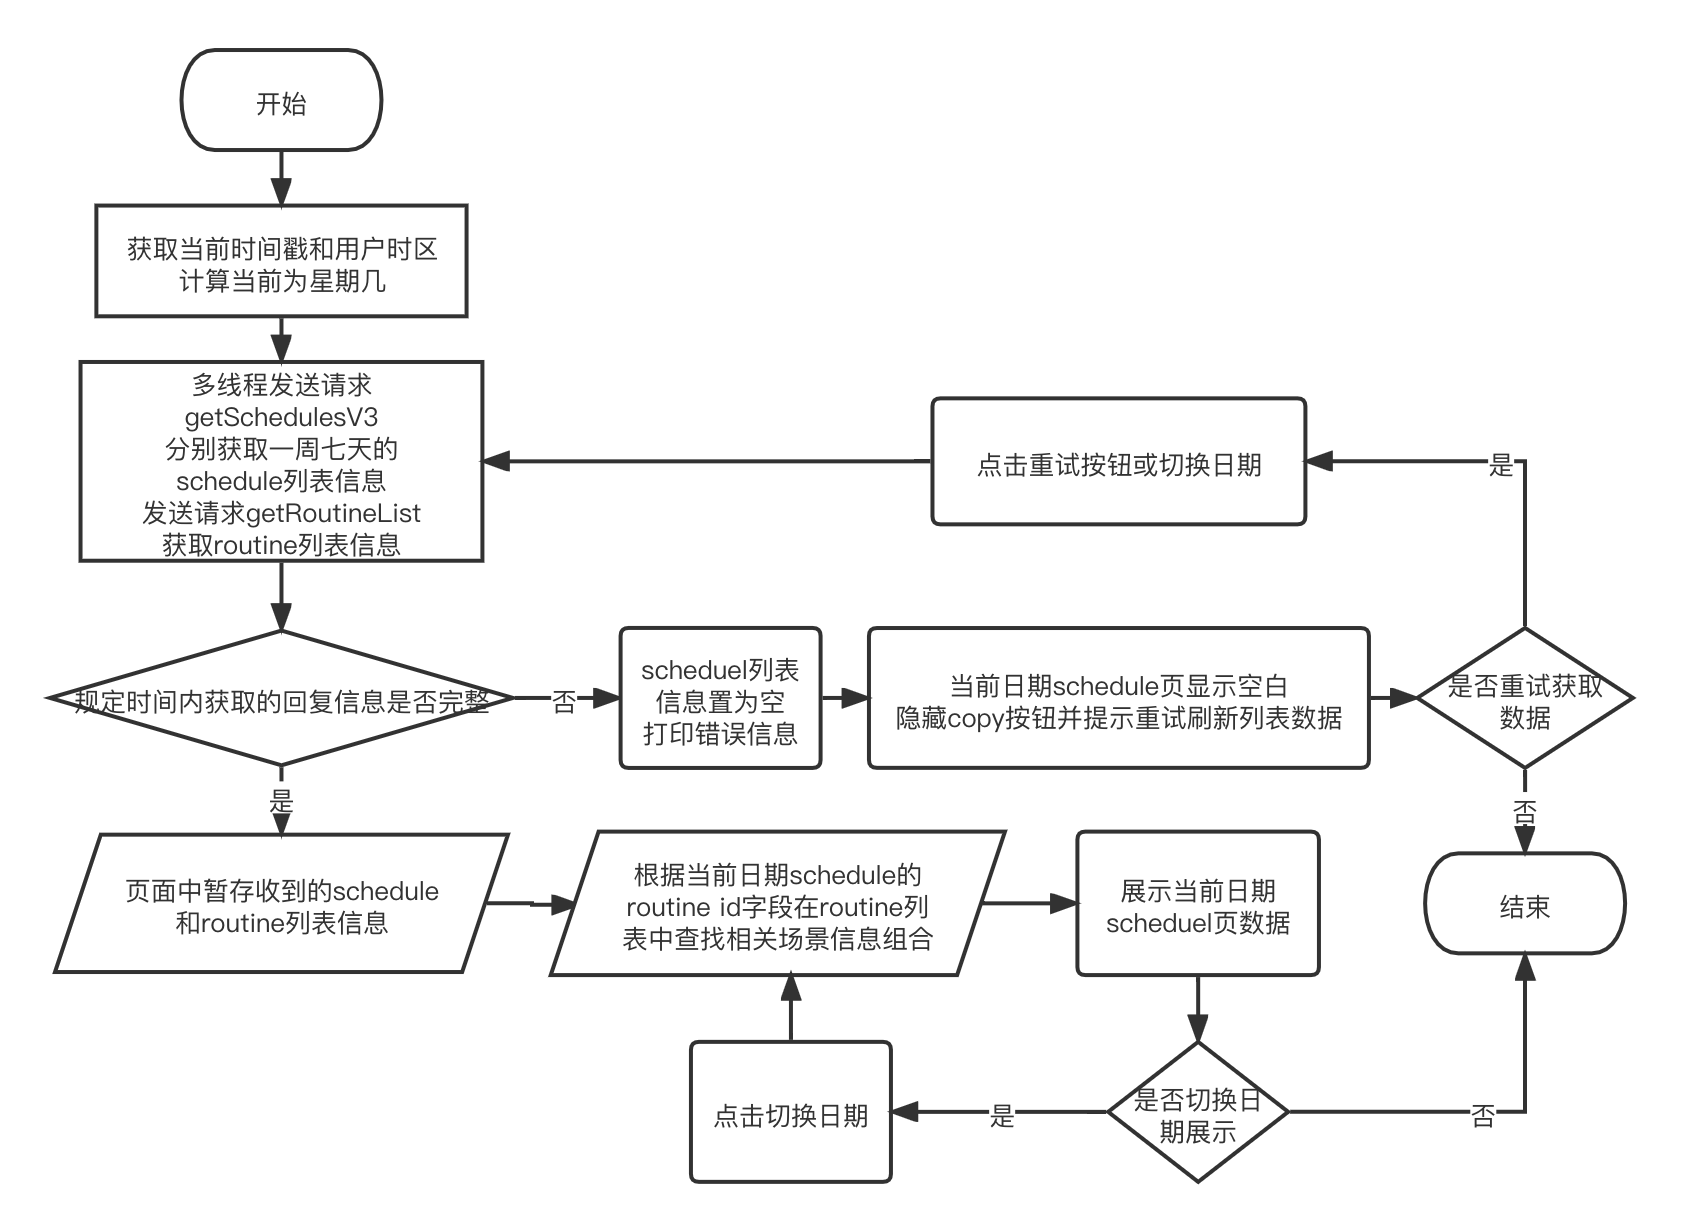 开始
获取当前时间戳和用户时区
计算当前为星期几
多线程发送请求
getSchedulesV3
分别获取一周七天的
schedule列表信息
发送请求getRoutineList
获取routine列表信息
点击重试按钮或切换日期
是
规定时间内获取的回复信息是否完整
否
scheduel列表
信息置为空
打印错误信息
当前日期schedule页显示空白
隐藏copy按钮并提示重试刷新列表数据
是否重试获取
数据
是
否
页面中暂存收到的schedule
和routine列表信息
根据当前日期schedule的
routine id字段在routine列
表中查找相关场景信息组合
展示当前日期
scheduel页数据
结束
点击切换日期
是
是否切换日
期展示
否